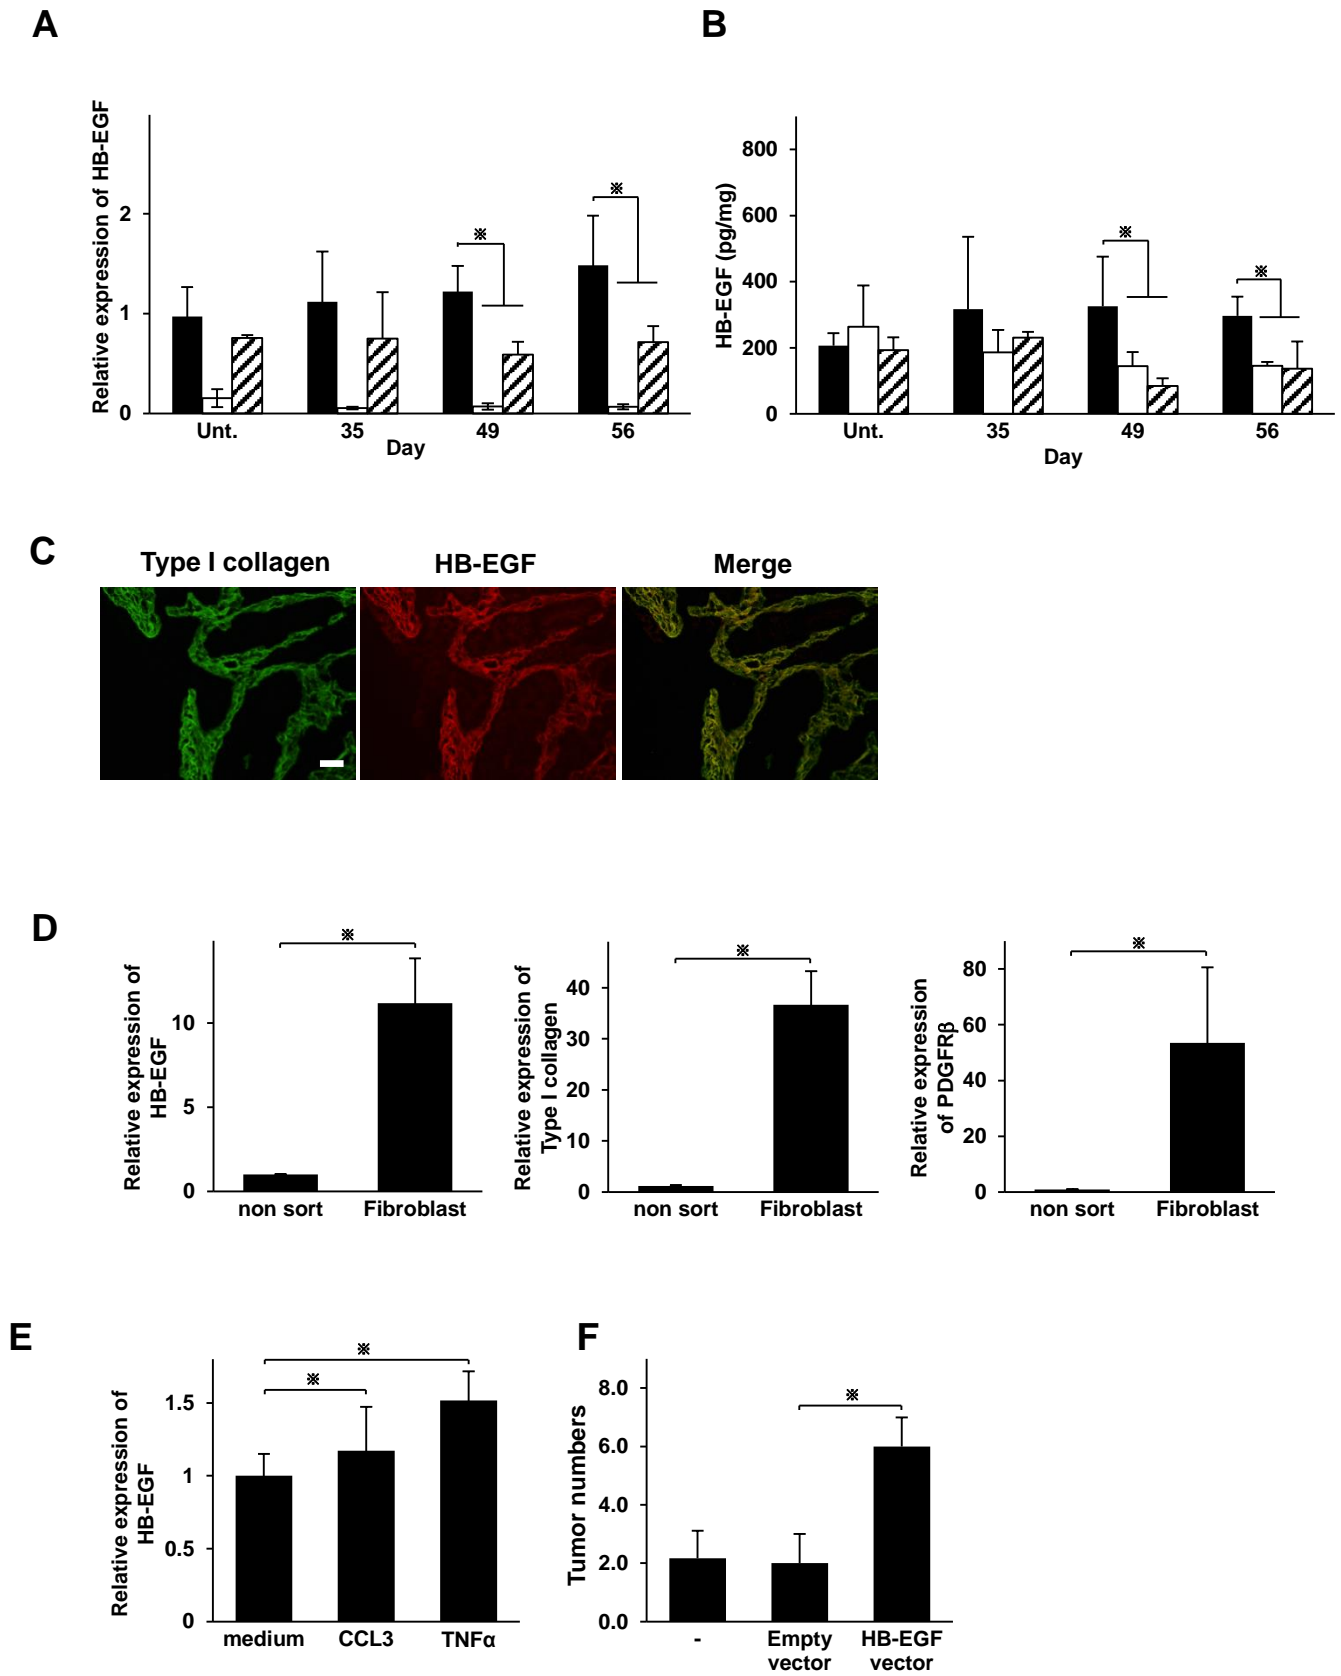 A
B
Relative expression of HB-EGF
2
1
0
※
※
Unt.
35
49
56
Day
HB-EGF (pg/mg)
800
600
400
200
0
※
※
Unt.
35
49
56
Day
C
Type I collagen
HB-EGF
Merge
D
Relative expression of
HB-EGF
10
5
0
※
non sort
Fibroblast
Relative expression of
Type I collagen
40
30
20
10
0
※
non sort
Fibroblast
Relative expression
of PDGFRβ
80
60
40
20
0
※
non sort
Fibroblast
E
F
Relative expression of
HB-EGF
1.5
1
0.5
0
※
※
medium
CCL3
TNFα
Tumor numbers
8.0
6.0
4.0
2.0
0.0
※
-
Empty
vector
HB-EGF
vector